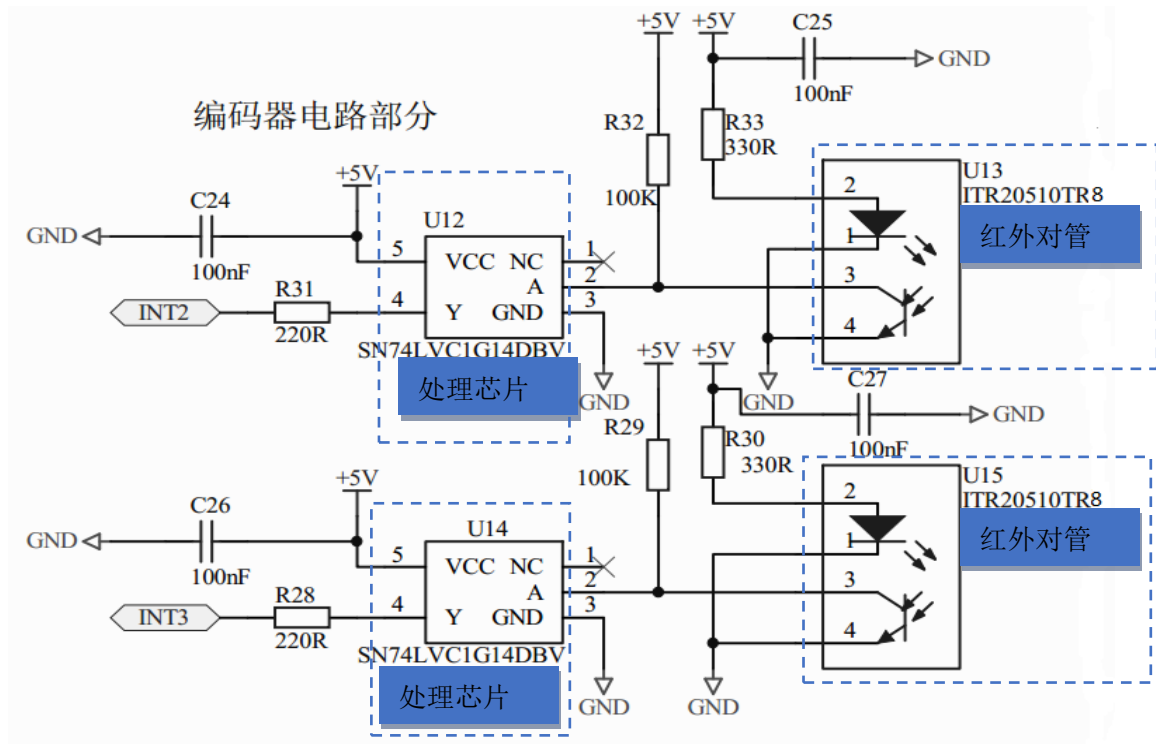 +5V
+5V
C25
GND
100nF
编码器电路部分
R32
R33
330R
100K
+5V
C24
GND
100nF
U12
5
VCC
NC
1
A
2
R31
INT2
220R
4
Y
GND
3
SN74LVC1G14DBV
处理芯片
GND
U13
ITR20510TR8
红外对管
2
1
3
4
GND
+5V
+5V
C27
GND
100nF
R29
100K
R30
330R
+5V
C26
GND
100nF
U14
5
VCC
NC
1
A
2
R28
INT3
220R
4
Y
GND
3
SN74LVC1G14DBV
处理芯片
GND
U15
ITR20510TR8
红外对管
2
1
3
4
GND